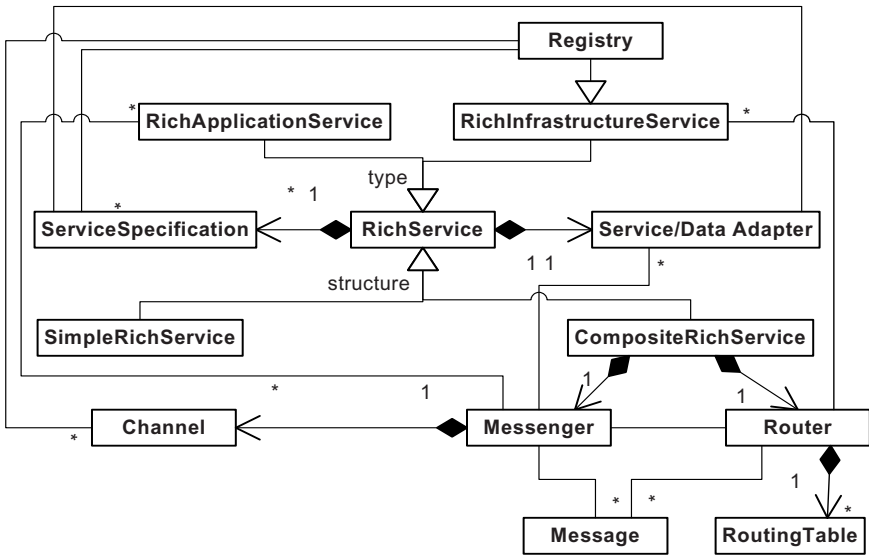 Registry
* RichApplicationService RichInfrastructureService *
type
* * 1
ServiceSpecification RichService Service/Data Adapter
1 1 *
structure
SimpleRichService CompositeRichService
* 1 1 1
* Channel Messenger Router
1
* * *
Message RoutingTable